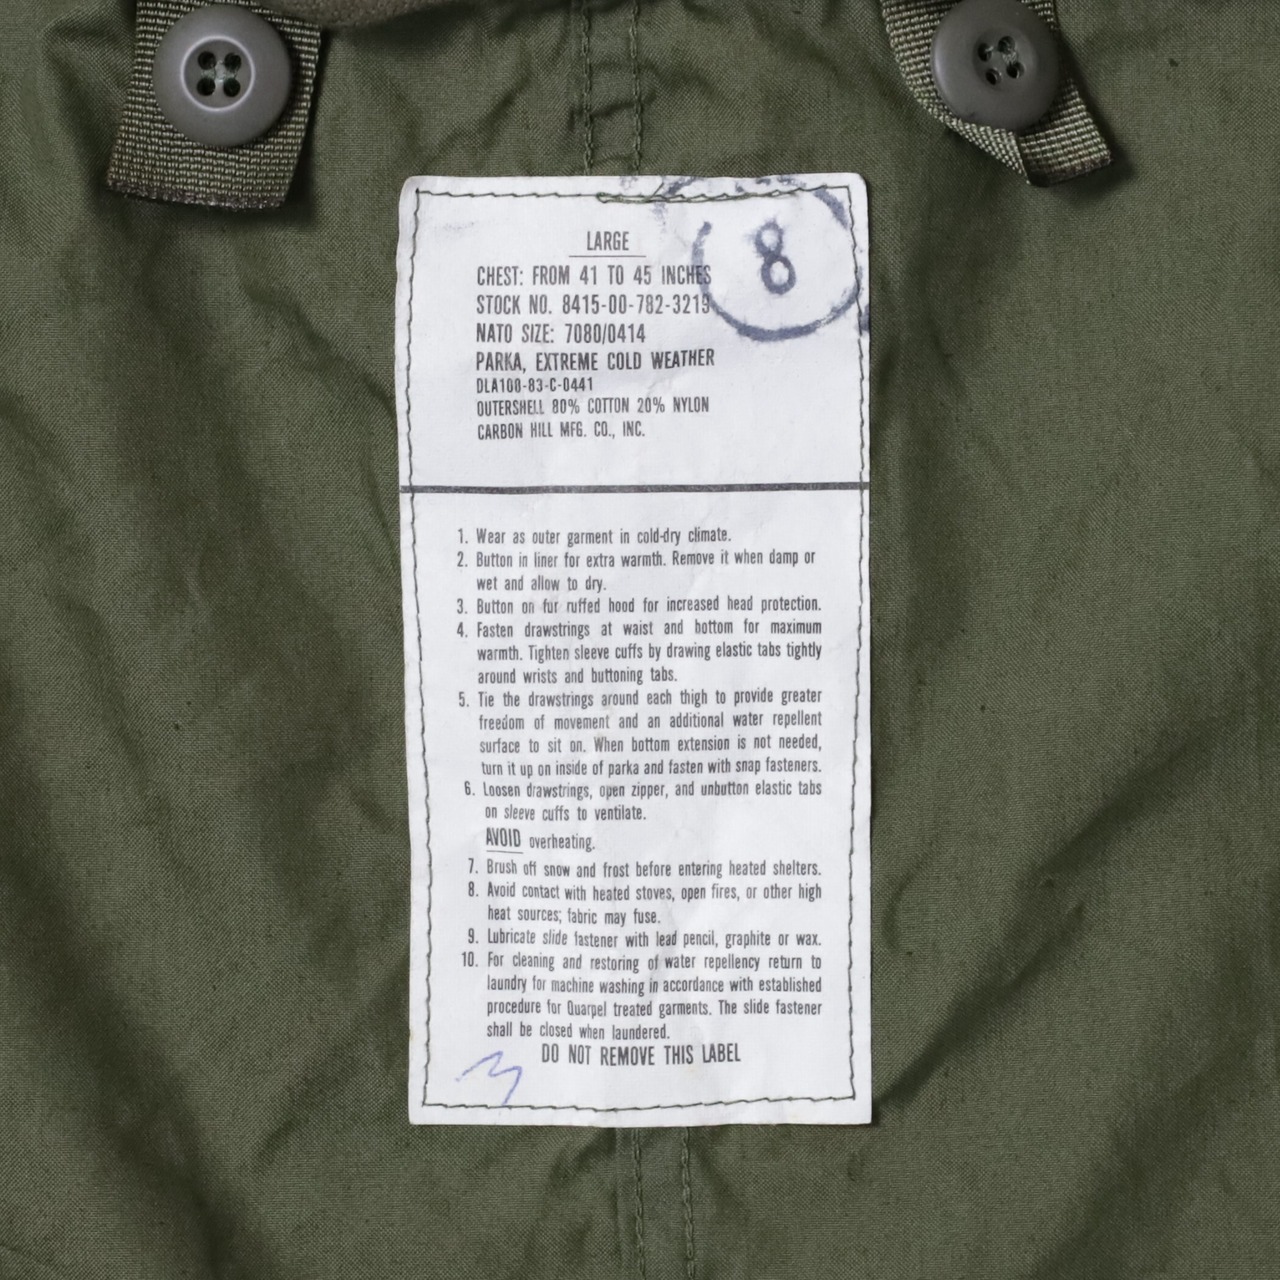 8
LARGE
CHEST: FROM 41 TO 45 INCHES
STOCK NO. 8415-00-782-3219
NATO SIZE: 7080/0414
PARKA, EXTREME COLD WEATHER
DLA100-83-C-0441
OUTERSHELL 80% COTTON 20% NYLON
CARBON HILL MFG. CO., INC.
1. Wear as outer garment in cold-dry climate.
2. Button in liner for extra warmth. Remove it when damp or
wet and allow to dry.
3. Button on fur ruffed hood for increased head protection.
4. Fasten drawstrings at waist and bottom for maximum
warmth. Tighten sleeve cuffs by drawing elastic tabs tightly
around wrists and buttoning tabs.
5. Tie the drawstrings around each thigh to provide greater
freedom of movement and an additional water repellent
surface to sit on. When bottom extension is not needed,
turn it up on inside of parka and fasten with snap fasteners.
6. Loosen drawstrings, open zipper, and unbutton elastic tabs
on sleeve cuffs to ventilate.
AVOID overheating.
7. Brush off snow and frost before entering heated shelters.
8. Avoid contact with heated stoves, open fires, or other high
heat sources; fabric may fuse.
9. Lubricate slide fastener with lead pencil, graphite or wax.
10. For cleaning and restoring of water repellency return to
laundry for machine washing in accordance with established
procedure for Quarpel treated garments. The slide fastener
shall be closed when laundered.
DO NOT REMOVE THIS LABEL